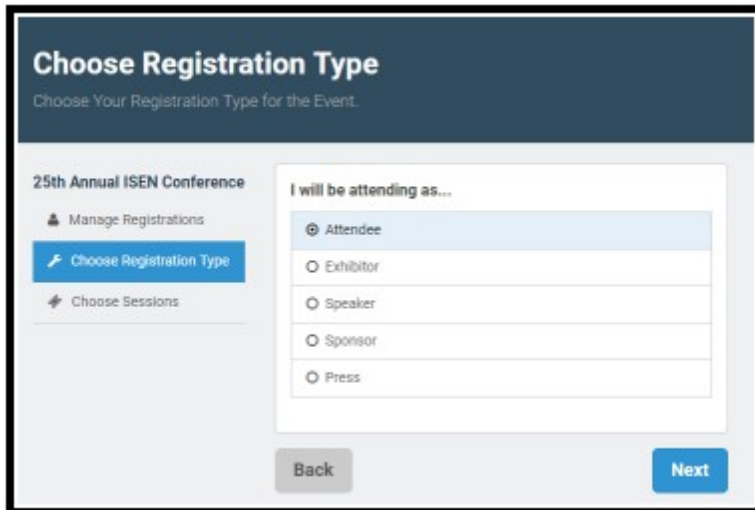 Choose Registration Type
Choose Your Registration Type for the Event.
25th Annual ISEN Conference
Manage Registrations
Choose Registration Type
Choose Sessions
I will be attending as...
Attendee
Exhibitor
Speaker
Sponsor
Press
Back
Next